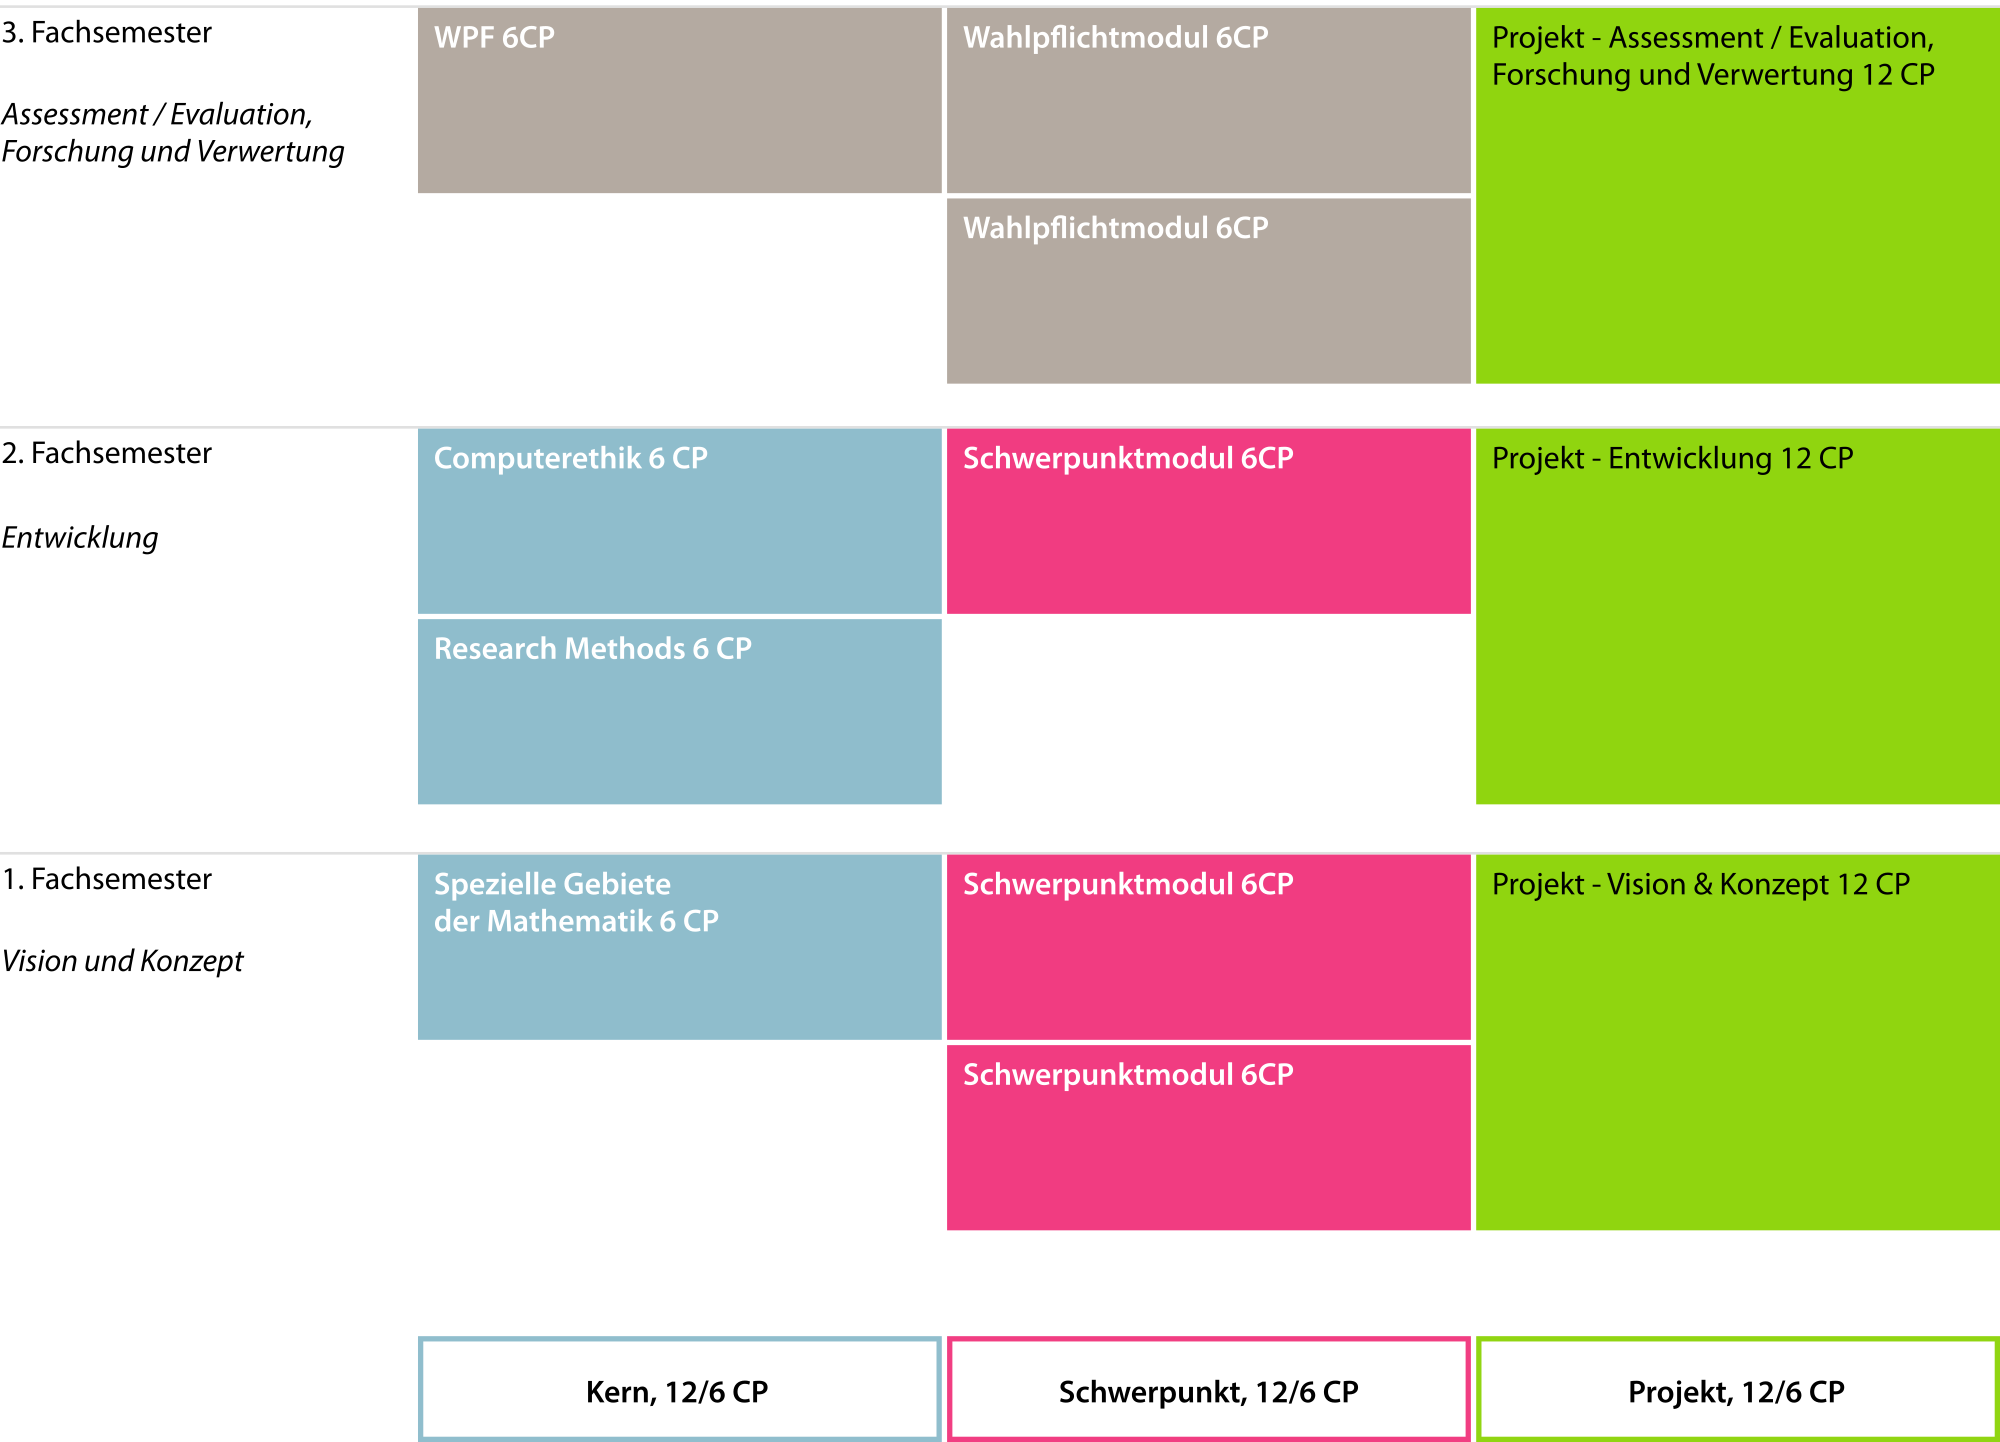 3. Fachsemester
Assessment / Evaluation,
Forschung und Verwertung
WPF 6CP
Wahlpflichtmodul 6CP
Wahlpflichtmodul 6CP
Projekt - Assessment / Evaluation,
Forschung und Verwertung 12 CP
2. Fachsemester
Entwicklung
Computerethik 6 CP
Research Methods 6 CP
Schwerpunktmodul 6CP
Projekt - Entwicklung 12 CP
1. Fachsemester
Vision und Konzept
Spezielle Gebiete
der Mathematik 6 CP
Schwerpunktmodul 6CP
Schwerpunktmodul 6CP
Projekt - Vision & Konzept 12 CP
Kern, 12/6 CP
Schwerpunkt, 12/6 CP
Projekt, 12/6 CP